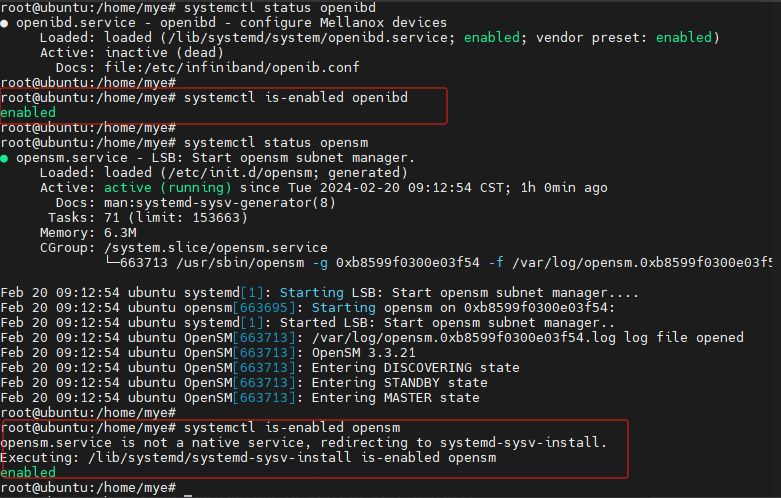 root@ubuntu:/home/mye# systemctl status openibd
● openibd.service - openibd - configure Mellanox devices
Loaded: loaded (/lib/systemd/system/openibd.service; enabled; vendor preset: enabled)
Active: inactive (dead)
Docs: file:/etc/infiniband/openib.conf
root@ubuntu:/home/mye#
root@ubuntu:/home/mye# systemctl is-enabled openibd
enabled
root@ubuntu:/home/mye#
root@ubuntu:/home/mye# systemctl status opensm
● opensm.service - LSB: Start opensm subnet manager.
Loaded: loaded (/etc/init.d/opensm; generated)
Active: active (running) since Tue 2024-02-20 09:12:54 CST; 1h 0min ago
Docs: man:systemd-sysv-generator(8)
Tasks: 71 (limit: 153663)
Memory: 6.3M
CGroup: /system.slice/opensm.service
└─663713 /usr/sbin/opensm -g 0xb8599f0300e03f54 -f /var/log/opensm.0xb8599f0300e03f5
Feb 20 09:12:54 ubuntu systemd[1]: Starting LSB: Start opensm subnet manager....
Feb 20 09:12:54 ubuntu opensm[663695]: Starting opensm on 0xb8599f0300e03f54:
Feb 20 09:12:54 ubuntu systemd[1]: Started LSB: Start opensm subnet manager..
Feb 20 09:12:54 ubuntu OpenSM[663713]: /var/log/opensm.0xb8599f0300e03f54.log log file opened
Feb 20 09:12:54 ubuntu OpenSM[663713]: OpenSM 3.3.21
Feb 20 09:12:54 ubuntu OpenSM[663713]: Entering DISCOVERING state
Feb 20 09:12:54 ubuntu OpenSM[663713]: Entering STANDBY state
Feb 20 09:12:54 ubuntu OpenSM[663713]: Entering MASTER state
root@ubuntu:/home/mye#
root@ubuntu:/home/mye# systemctl is-enabled opensm
opensm.service is not a native service, redirecting to systemd-sysv-install.
Executing: /lib/systemd/systemd-sysv-install is-enabled opensm
enabled
root@ubuntu:/home/mye#